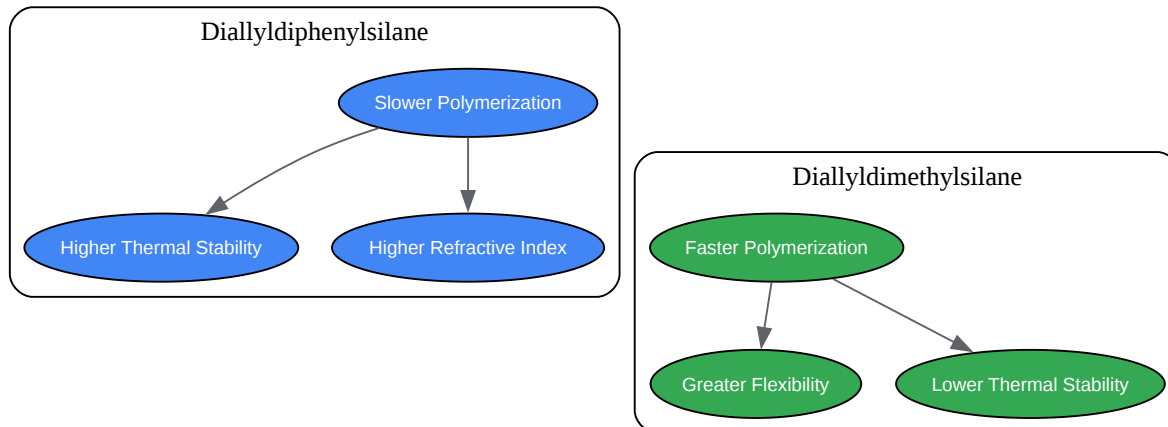 Diallyldiphenylsilane
Slower Polymerization
Higher Thermal Stability
Higher Refractive Index
Diallyldimethylsilane
Faster Polymerization
Greater Flexibility
Lower Thermal Stability